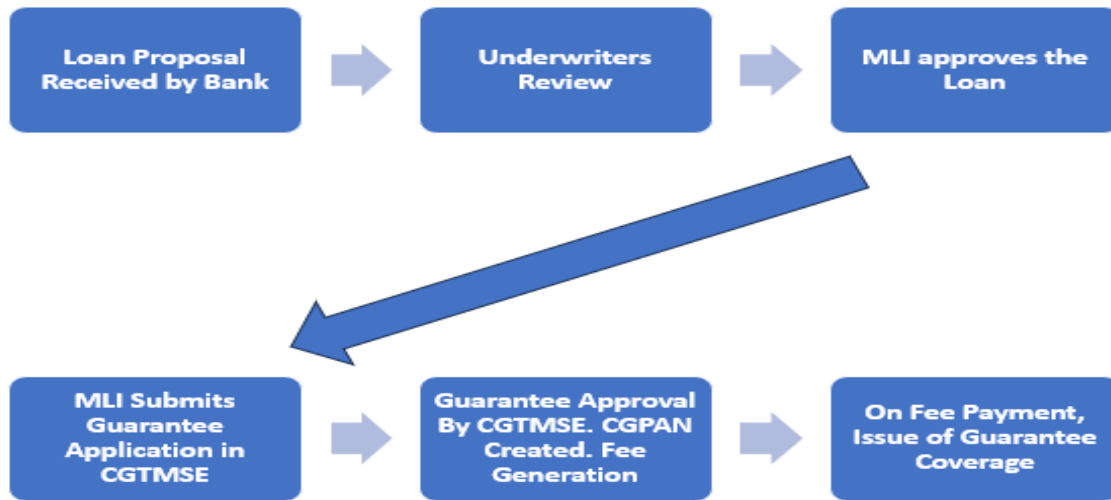 Loan Proposal
Received by Bank
Underwriters
Review
MLI approves the
Loan
MLI Submits
Guarantee
Application in
CGTMSE
Guarantee Approval
By CGTMSE. CGPAN
Created. Fee
Generation
On Fee Payment,
Issue of Guarantee
Coverage